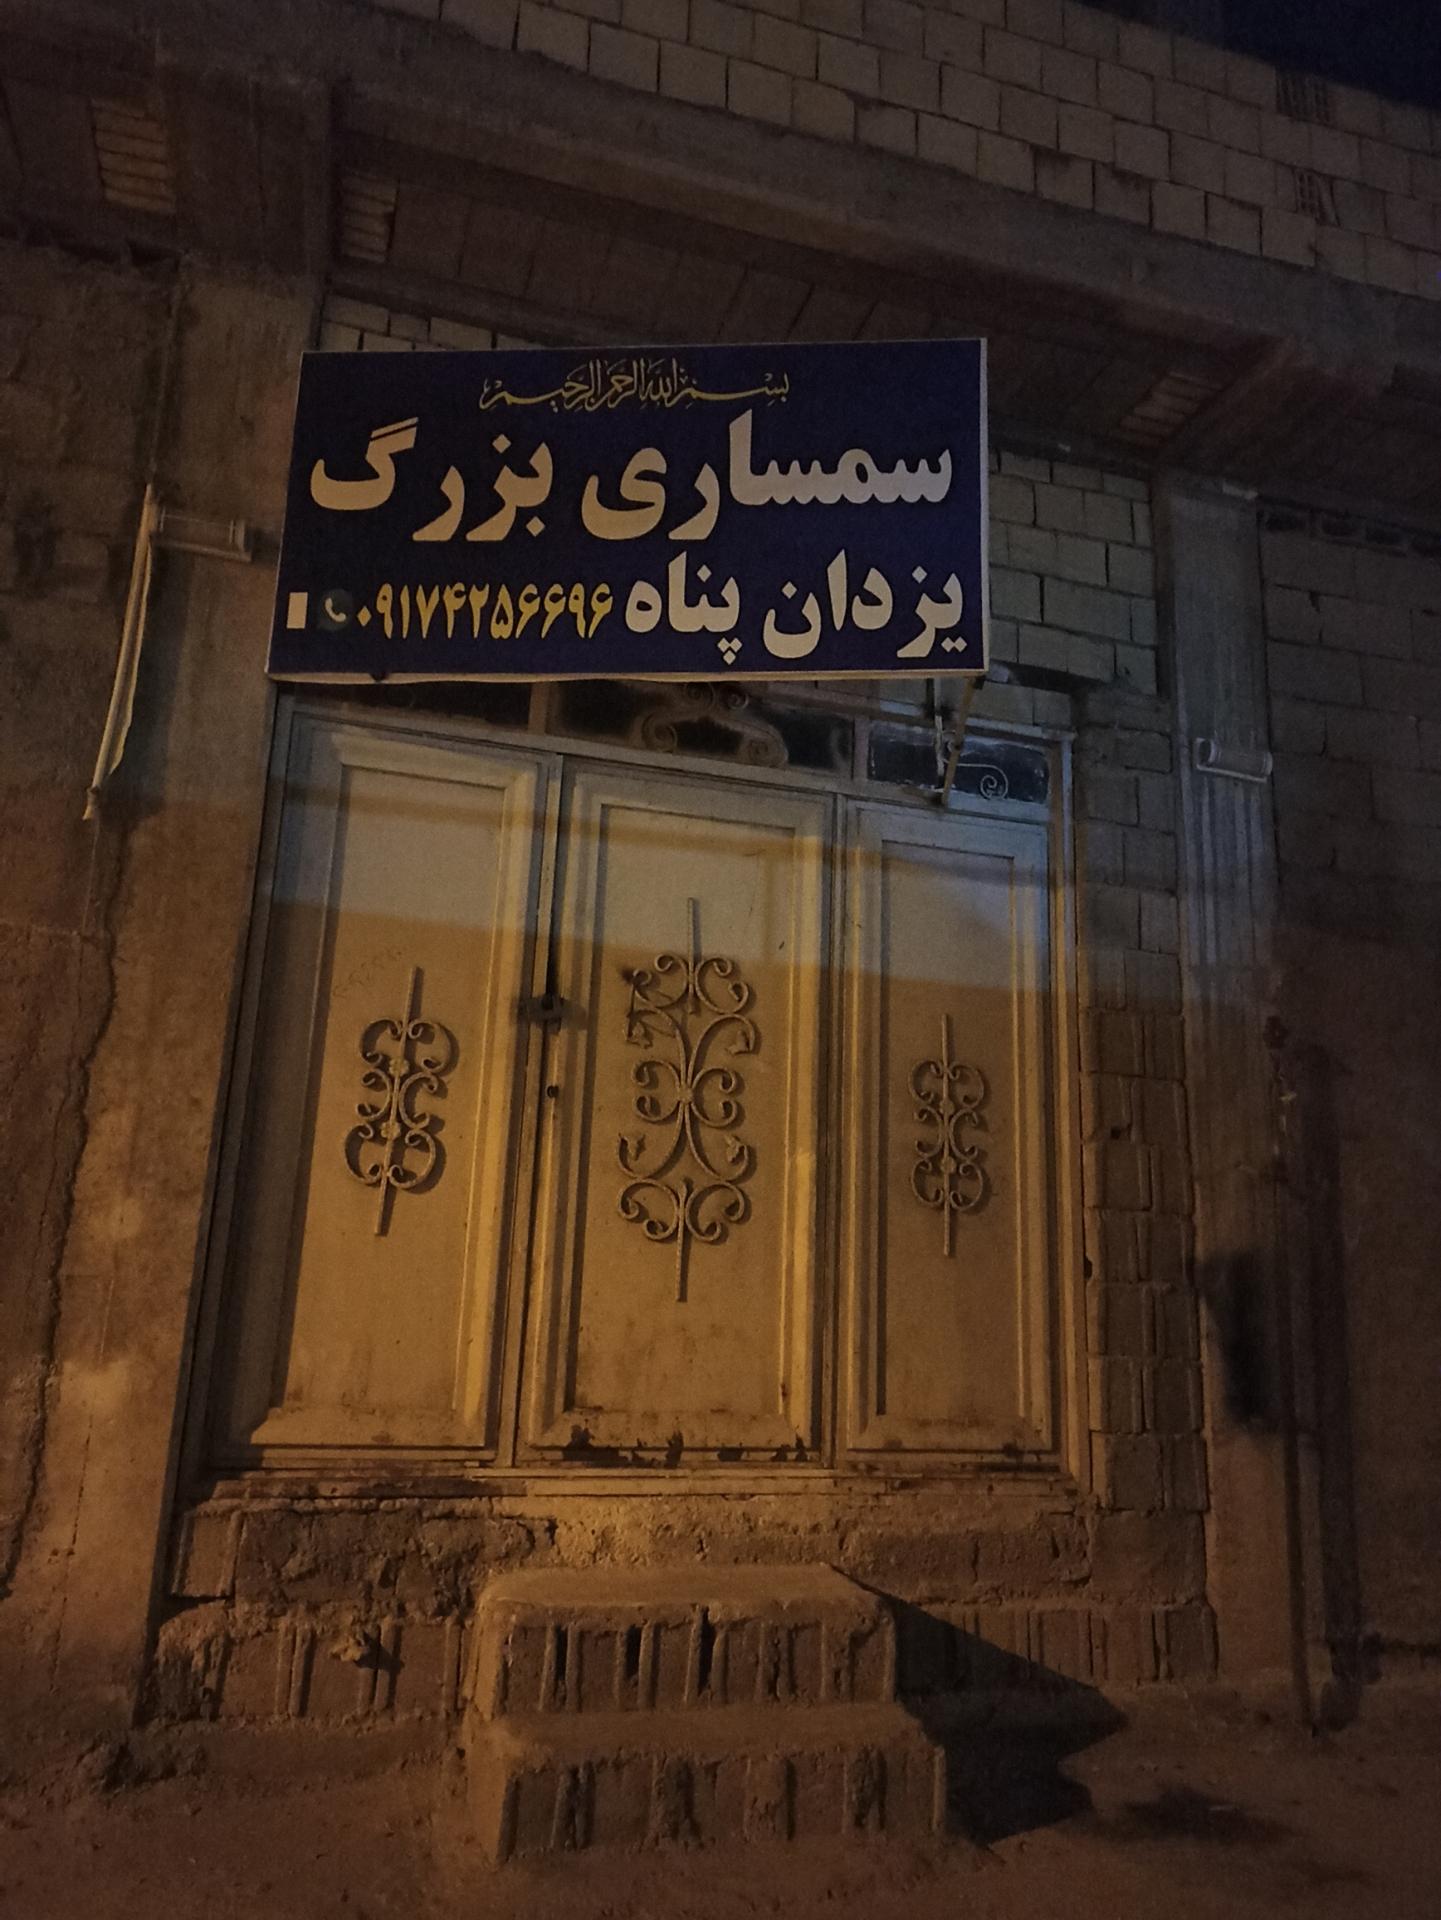 بسم الله الرحمن الرحیم
سمساری بزرگ
یزدان پناه ۰۹۱۷۴۲۵۶۶۹۶